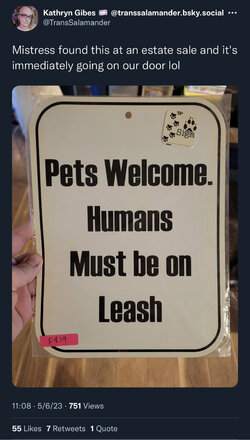 Kathryn Gibes 🏳️‍⚧️ @transsalamander.bsky.social ···
@TransSalamander
Mistress found this at an estate sale and it's
immediately going on our door lol
Sign
Pets Welcome.
Humans
Must be on
Leash
11:08 · 5/6/23 · 751 Views
55 Likes 7 Retweets 1 Quote